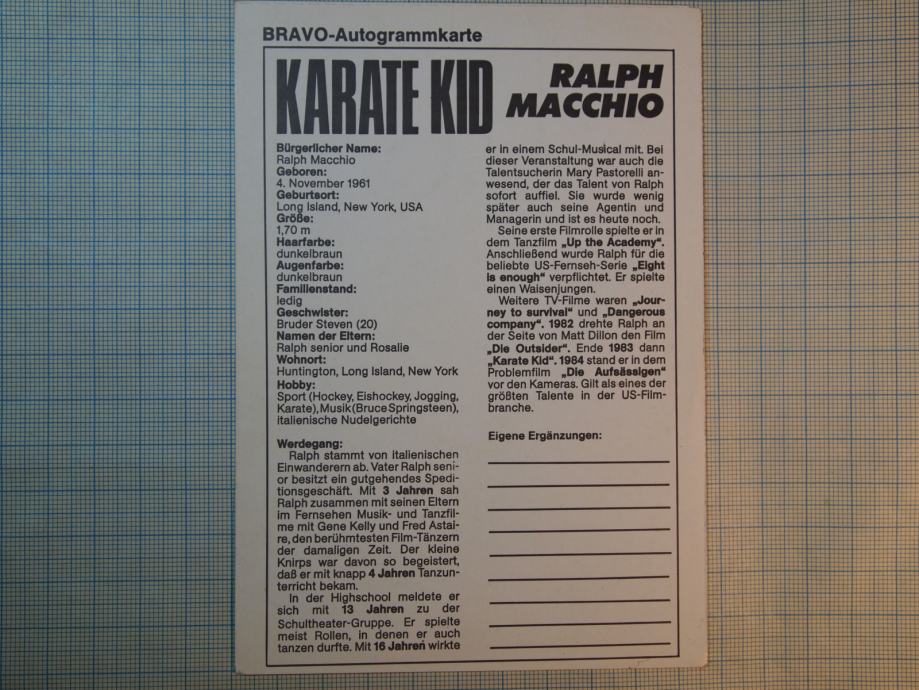 BRAVO-Autogrammkarte
KARATE KID
RALPH
MACCHIO
Bürgerlicher Name:
Ralph Macchio
Geboren:
4. November 1961
Geburtsort:
Long Island, New York, USA
Größe:
1,70 m
Haarfarbe:
dunkelbraun
Augenfarbe:
dunkelbraun
Familienstand:
ledig
Geschwister:
Bruder Steven (20)
Namen der Eltern:
Ralph senior und Rosalie
Wohnort:
Huntington, Long Island, New York
Hobby:
Sport (Hockey, Eishockey, Jogging,
Karate), Musik (Bruce Springsteen),
italienische Nudelgerichte
Werdegang:
Ralph stammt von italienischen
Einwanderern ab. Vater Ralph seni-
or besitzt ein gutgehendes Spedi-
tionsgeschäft. Mit 3 Jahren sah
Ralph zusammen mit seinen Eltern
im Fernsehen Musik- und Tanzfil-
me mit Gene Kelly und Fred Astai-
re, den berühmtesten Film-Tänzern
der damaligen Zeit. Der kleine
Knirps war davon so begeistert,
daß er mit knapp 4 Jahren Tanzun-
terricht bekam.
In der Highschool meldete er
sich mit 13 Jahren zu der
Schultheater-Gruppe. Er spielte
meist Rollen, in denen er auch
tanzen durfte. Mit 16 Jahren wirkte
er in einem Schul-Musical mit. Bei
dieser Veranstaltung war auch die
Talentsucherin Mary Pastorelli an-
wesend, der das Talent von Ralph
sofort auffiel. Sie wurde wenig
später auch seine Agentin und
Managerin und ist es heute noch.
Seine erste Filmrolle spielte er in
dem Tanzfilm „Up the Academy“.
Anschließend wurde Ralph für die
beliebte US-Fernseh-Serie „Eight
is enough“ verpflichtet. Er spielte
einen Waisenjungen.
Weitere TV-Filme waren „Jour-
ney to survival“ und „Dangerous
company“. 1982 drehte Ralph an
der Seite von Matt Dillon den Film
„Die Outsider“. Ende 1983 dann
„Karate Kid“. 1984 stand er in dem
Problemfilm „Die Aufsässigen“
vor den Kameras. Gilt als eines der
größten Talente in der US-Film-
branche.
Eigene Ergänzungen: